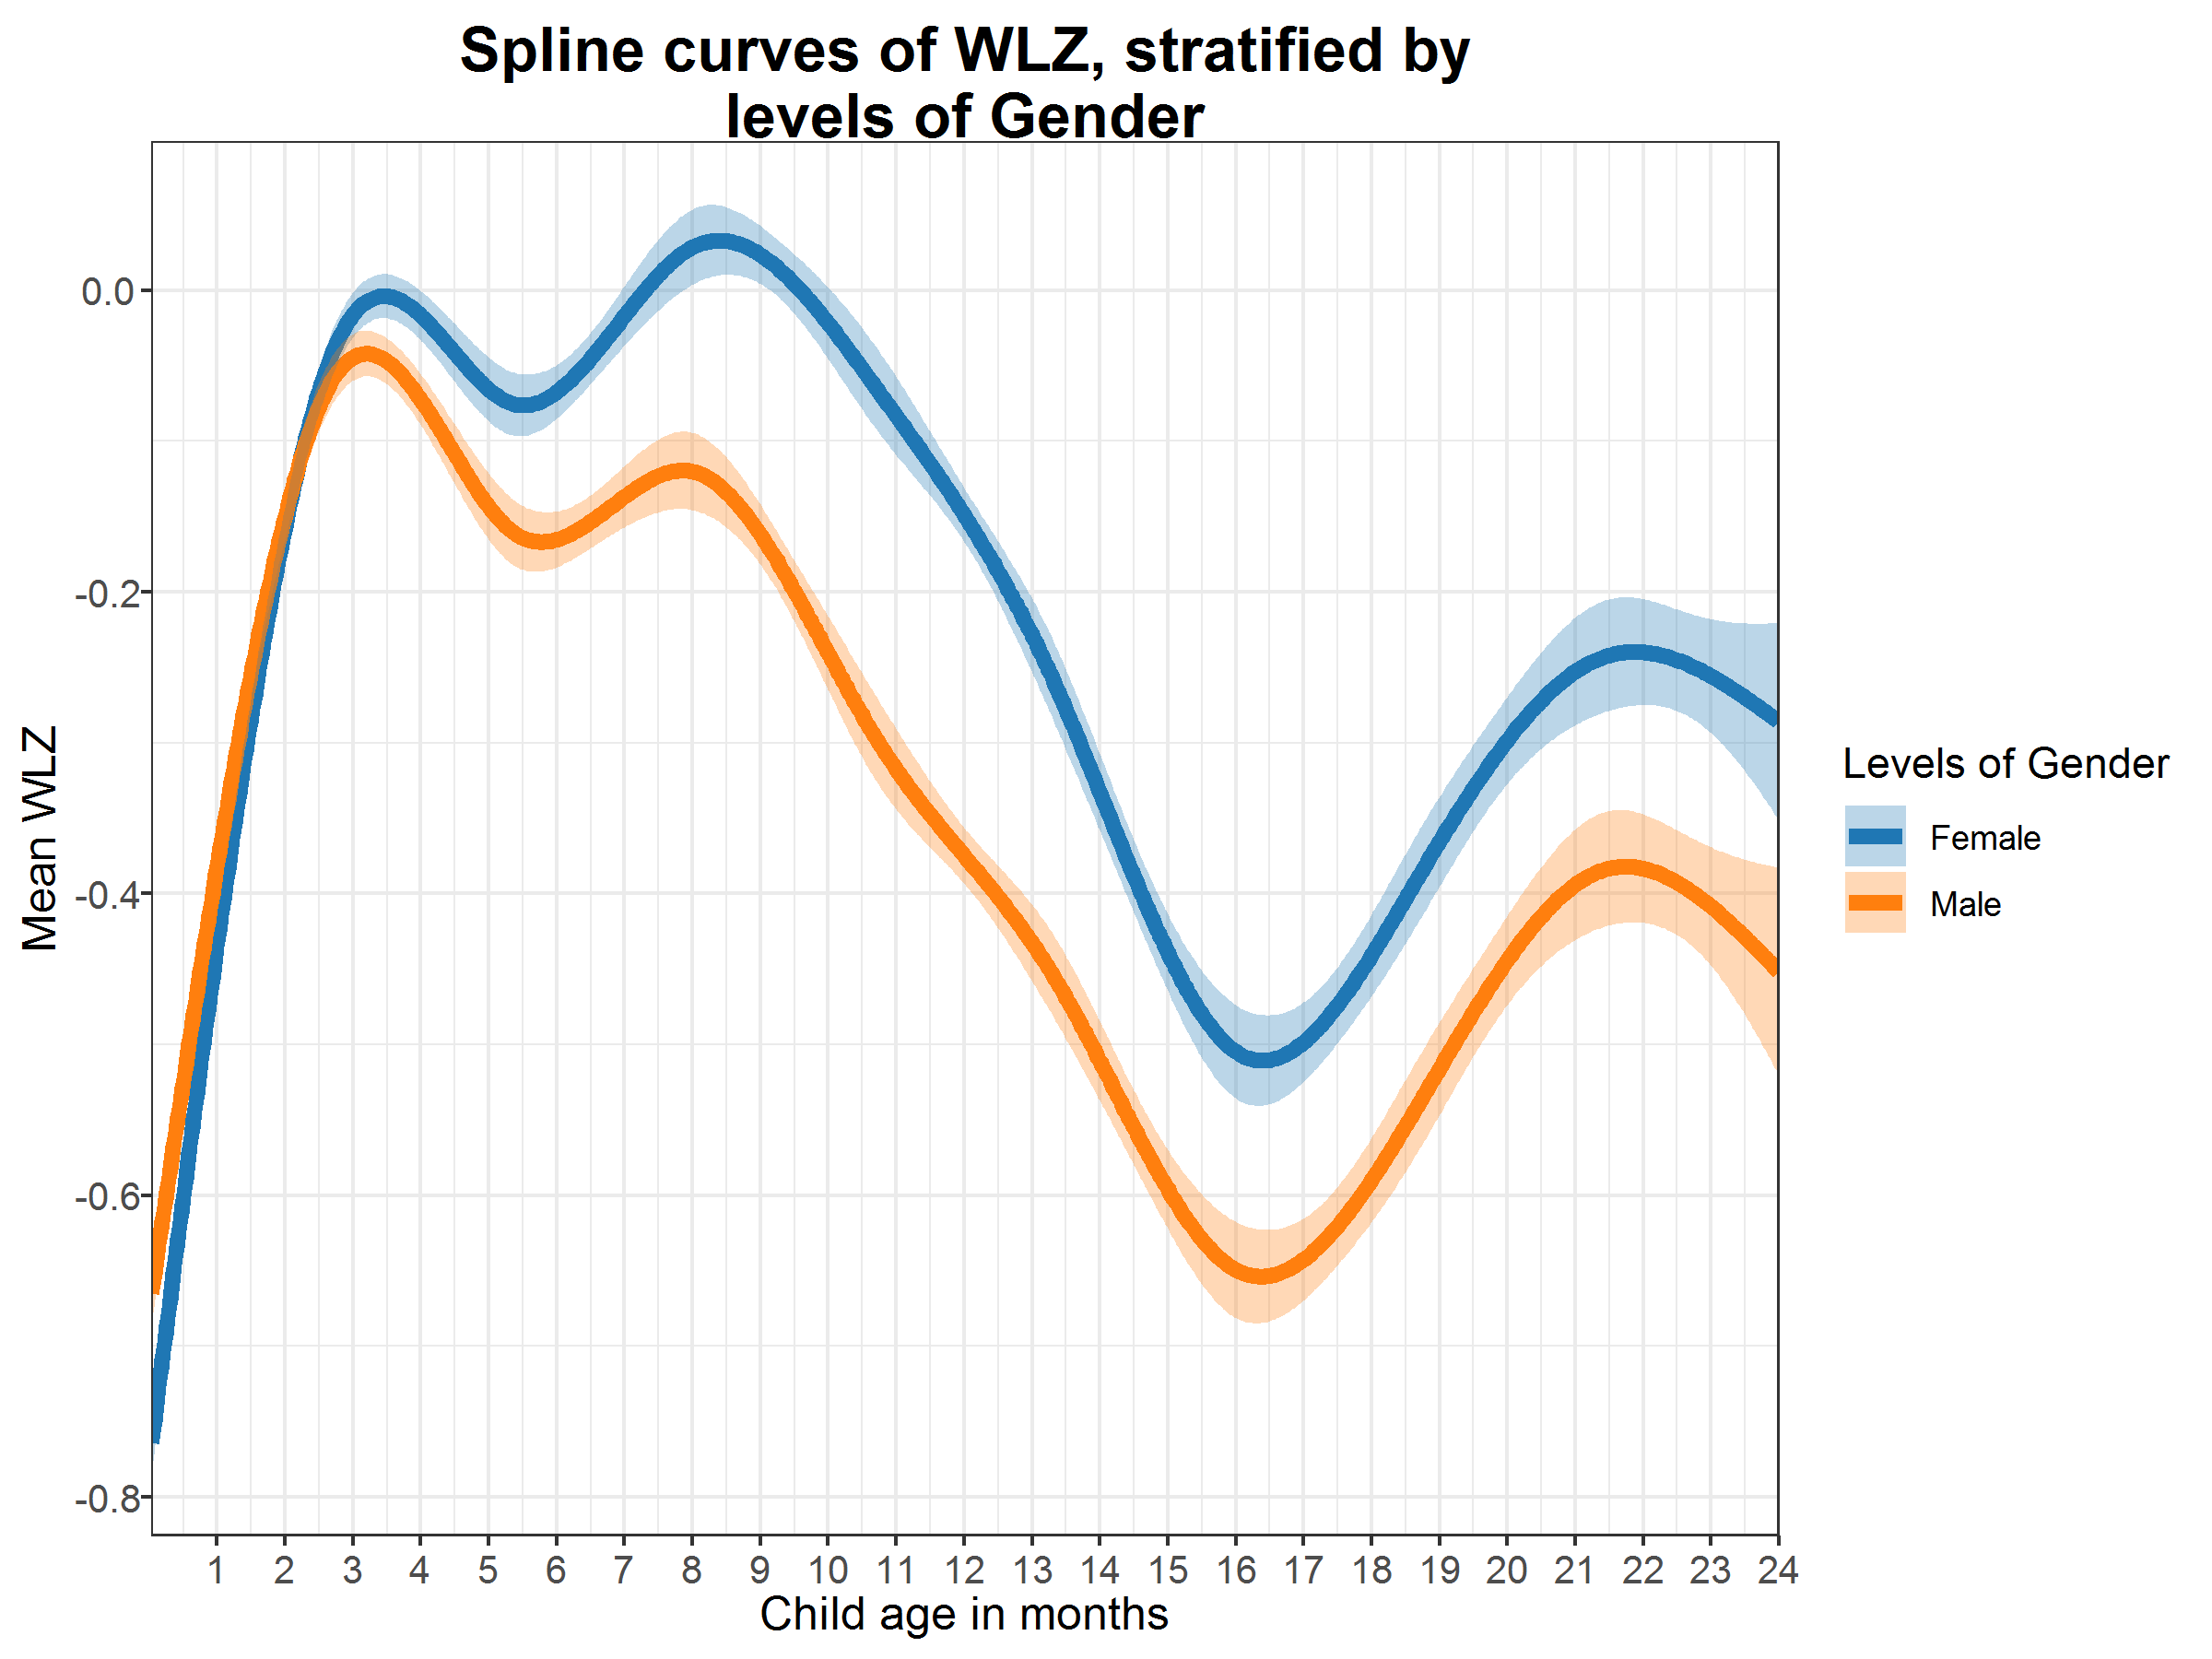 Spline curves of WLZ, stratified by
levels of Gender
Mean WLZ
0.0
-0.2
-0.4
-0.6
-0.8
1 2 3 4 5 6 7 8 9 10 11 12 13 14 15 16 17 18 19 20 21 22 23 24
Child age in months
Levels of Gender
Female
Male